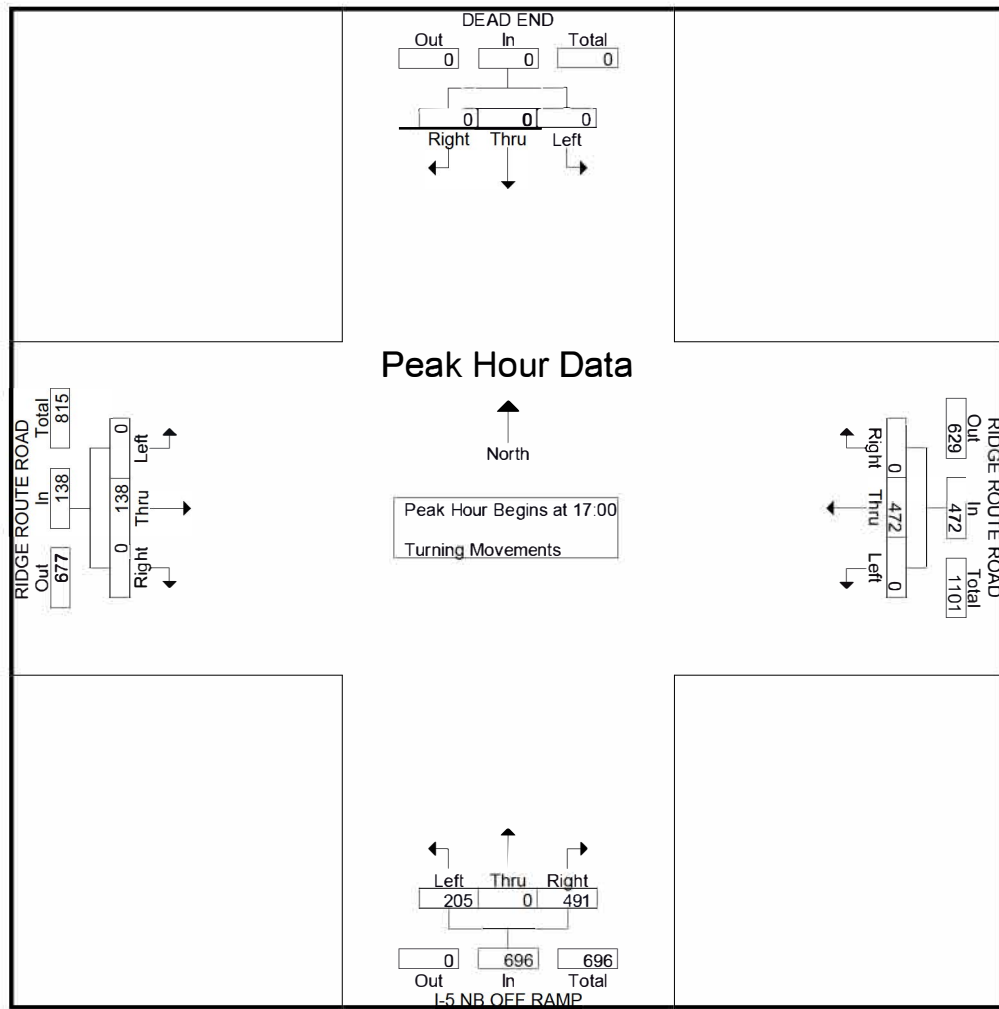 DEAD END
Out In Total
0 0 0
0 0 0
Right Thru Left
Peak Hour Data
North
Peak Hour Begins at 17:00
Turning Movements
RIDGE ROUTE ROAD
Out In Total
677 138 815
0 138 0
Left Thru Right
RIDGE ROUTE ROAD
Out In Total
629 472 1101
0 472 0
Right Thru Left
Left Thru Right
205 0 491
0 696 696
Out In Total
I-5 NB OFF RAMP